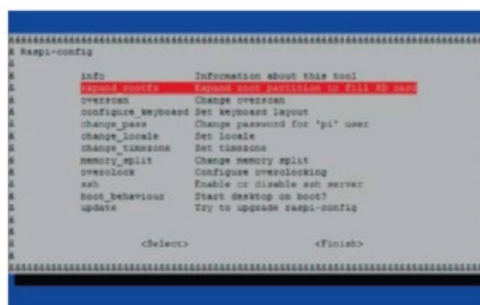 Raspi-config
info Information about this tool
expand_rootfs Expand root partition to fill SD card
overscan Change overscan
configure_keyboard Set keyboard layout
change_pass Change password for 'pi' user
change_locale Set locale
change_timezone Set timezone
memory_split Change memory split
overclock Configure overclocking
ssh Enable or disable ssh server
boot_behaviour Start desktop on boot?
update Try to upgrade raspi-config
<Select> <Finish>